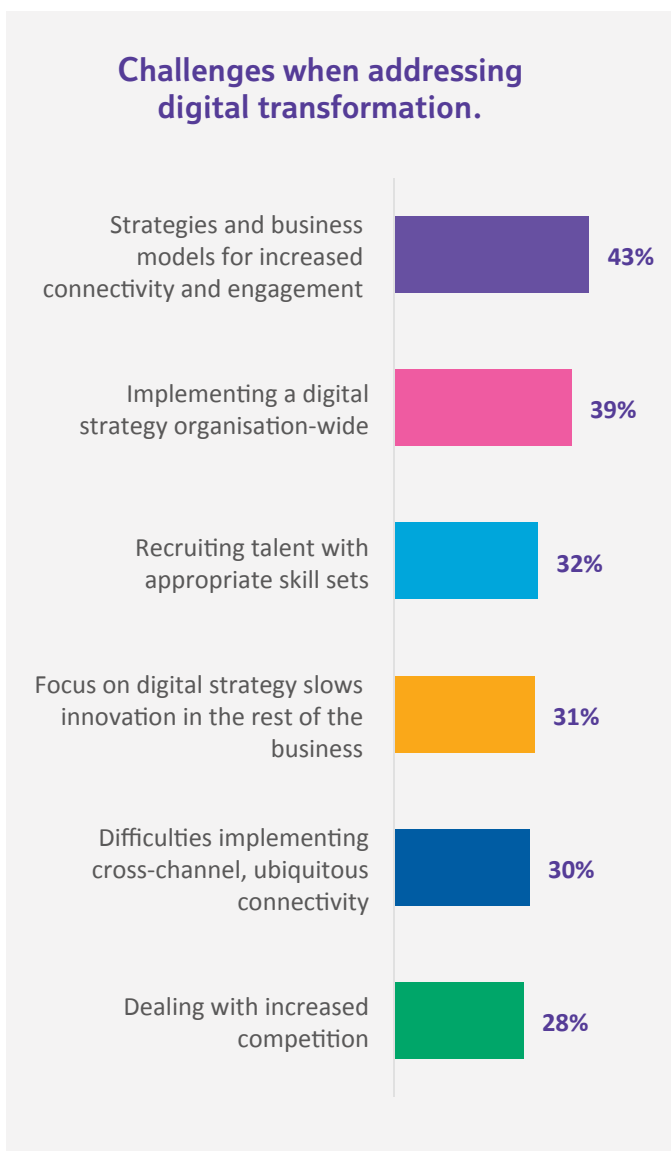 Challenges when addressing
digital transformation.
Strategies and business
models for increased
connectivity and engagement
43%
Implementing a digital
strategy organisation-wide
39%
Recruiting talent with
appropriate skill sets
32%
Focus on digital strategy slows
innovation in the rest of the
business
31%
Difficulties implementing
cross-channel, ubiquitous
connectivity
30%
Dealing with increased
competition
28%